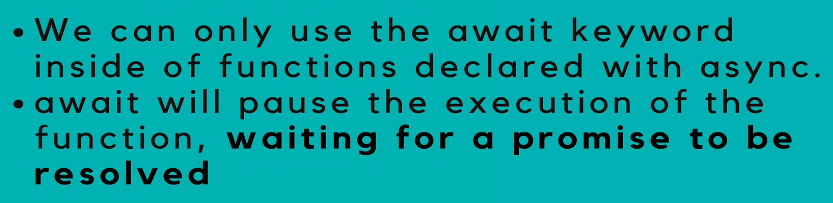 • We can only use the await keyword
inside of functions declared with async.
• await will pause the execution of the
function, waiting for a promise to be
resolved